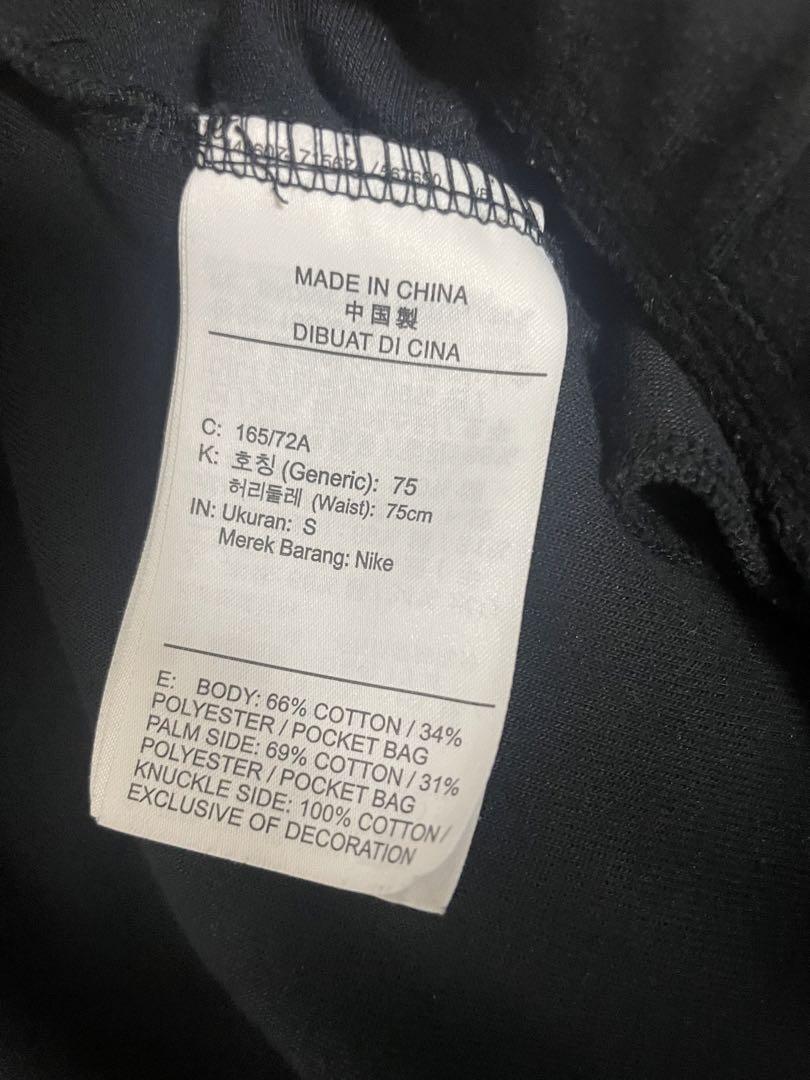 MADE IN CHINA
中国製
DIBUAT DI CINA
C: 165/72A
K: 호칭 (Generic): 75
허리들레 (Waist): 75cm
IN: Ukuran: S
Merek Barang: Nike
E: BODY: 66% COTTON / 34%
POLYESTER / POCKET BAG
PALM SIDE: 69% COTTON / 31%
POLYESTER / POCKET BAG
KNUCKLE SIDE: 100% COTTON /
EXCLUSIVE OF DECORATION